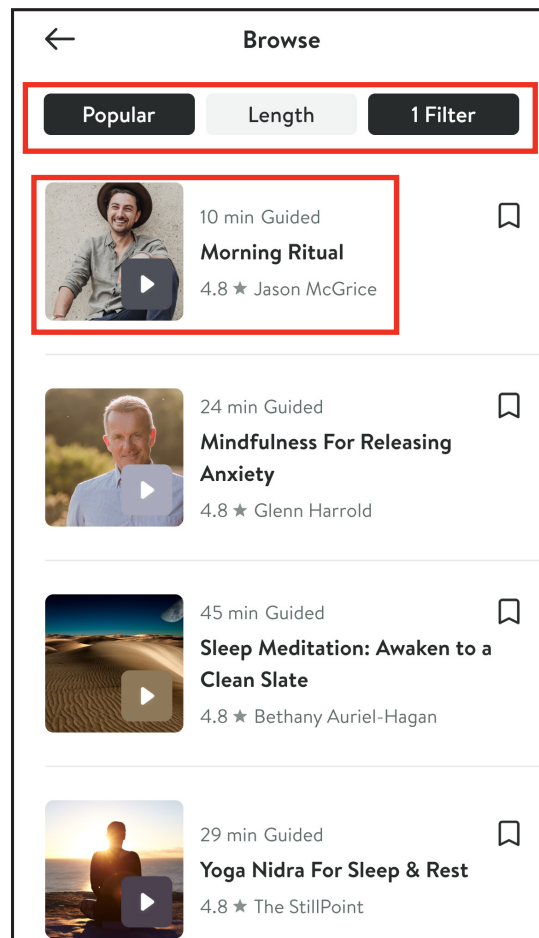 Browse
Popular
Length
1 Filter
10 min Guided
Morning Ritual
4.8 ★ Jason McGrice
24 min Guided
Mindfulness For Releasing
Anxiety
4.8 ★ Glenn Harrold
45 min Guided
Sleep Meditation: Awaken to a
Clean Slate
4.8 ★ Bethany Auriel-Hagan
29 min Guided
Yoga Nidra For Sleep & Rest
4.8 ★ The StillPoint